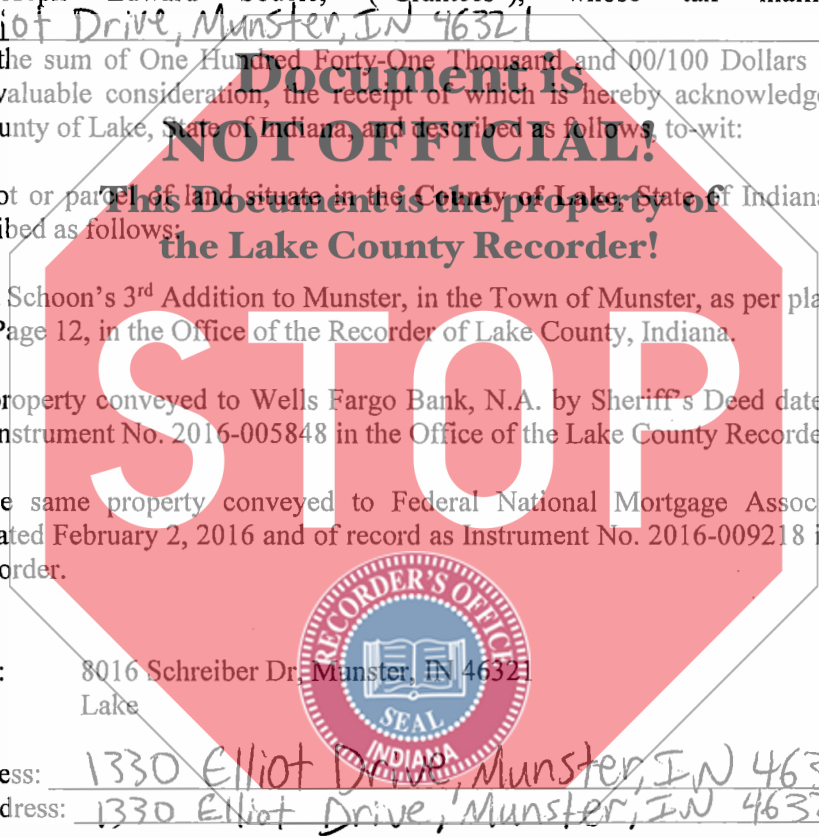 iot Drive, Munster, IN 46321
the sum of One Hundred Forty-One Thousand and 00/100 Dollars
valuable consideration, the receipt of which is hereby acknowledge
unty of Lake, State of Indiana, and described as follows, to-wit:
ot or parcel of land situate in the County of Lake, State of Indiana
ibed as follows:
Schoon's 3rd Addition to Munster, in the Town of Munster, as per pla
Page 12, in the Office of the Recorder of Lake County, Indiana.
property conveyed to Wells Fargo Bank, N.A. by Sheriff's Deed date
nstrument No. 2016-005848 in the Office of the Lake County Recorde
e same property conveyed to Federal National Mortgage Assoc
ated February 2, 2016 and of record as Instrument No. 2016-009218 i
order.
: 8016 Schreiber Dr, Munster, IN 46321
Lake
ess: 1330 Elliot Drive, Munster, IN 463
dress: 1330 Elliot Drive, Munster, IN 4632
Document is
NOT OFFICIAL!
This Document is the property of
the Lake County Recorder!
STOP
RECORDER'S OFFICE
SEAL
INDIANA